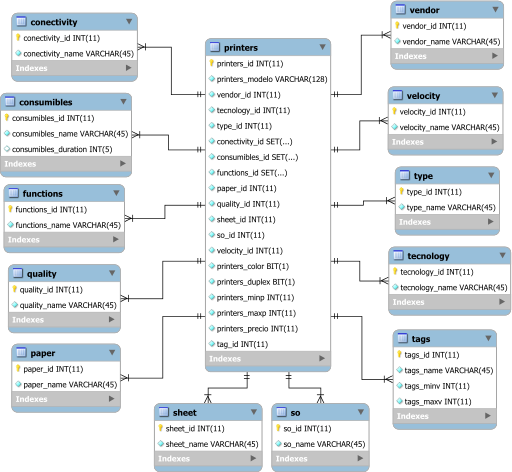 conectivity
conectivity_id INT(11)
conectivity_name VARCHAR(45)
Indexes
consumibles
consumibles_id INT(11)
consumibles_name VARCHAR(45)
consumibles_duration INT(5)
Indexes
functions
functions_id INT(11)
functions_name VARCHAR(45)
Indexes
quality
quality_id INT(11)
quality_name VARCHAR(45)
Indexes
paper
paper_id INT(11)
paper_name VARCHAR(45)
Indexes
printers
printers_id INT(11)
printers_modelo VARCHAR(128)
vendor_id INT(11)
tecnology_id INT(11)
type_id INT(11)
conectivity_id SET(...)
consumibles_id SET(...)
functions_id SET(...)
paper_id INT(11)
quality_id INT(11)
sheet_id INT(11)
so_id INT(11)
velocity_id INT(11)
printers_color BIT(1)
printers_duplex BIT(1)
printers_minp INT(11)
printers_maxp INT(11)
printers_precio INT(11)
tag_id INT(11)
Indexes
vendor
vendor_id INT(11)
vendor_name VARCHAR(45)
Indexes
velocity
velocity_id INT(11)
velocity_name VARCHAR(45)
Indexes
type
type_id INT(11)
type_name VARCHAR(45)
Indexes
tecnology
tecnology_id INT(11)
tecnology_name VARCHAR(45)
Indexes
tags
tags_id INT(11)
tags_name VARCHAR(45)
tags_minv INT(11)
tags_maxv INT(11)
Indexes
sheet
sheet_id INT(11)
sheet_name VARCHAR(45)
Indexes
so
so_id INT(11)
so_name VARCHAR(45)
Indexes